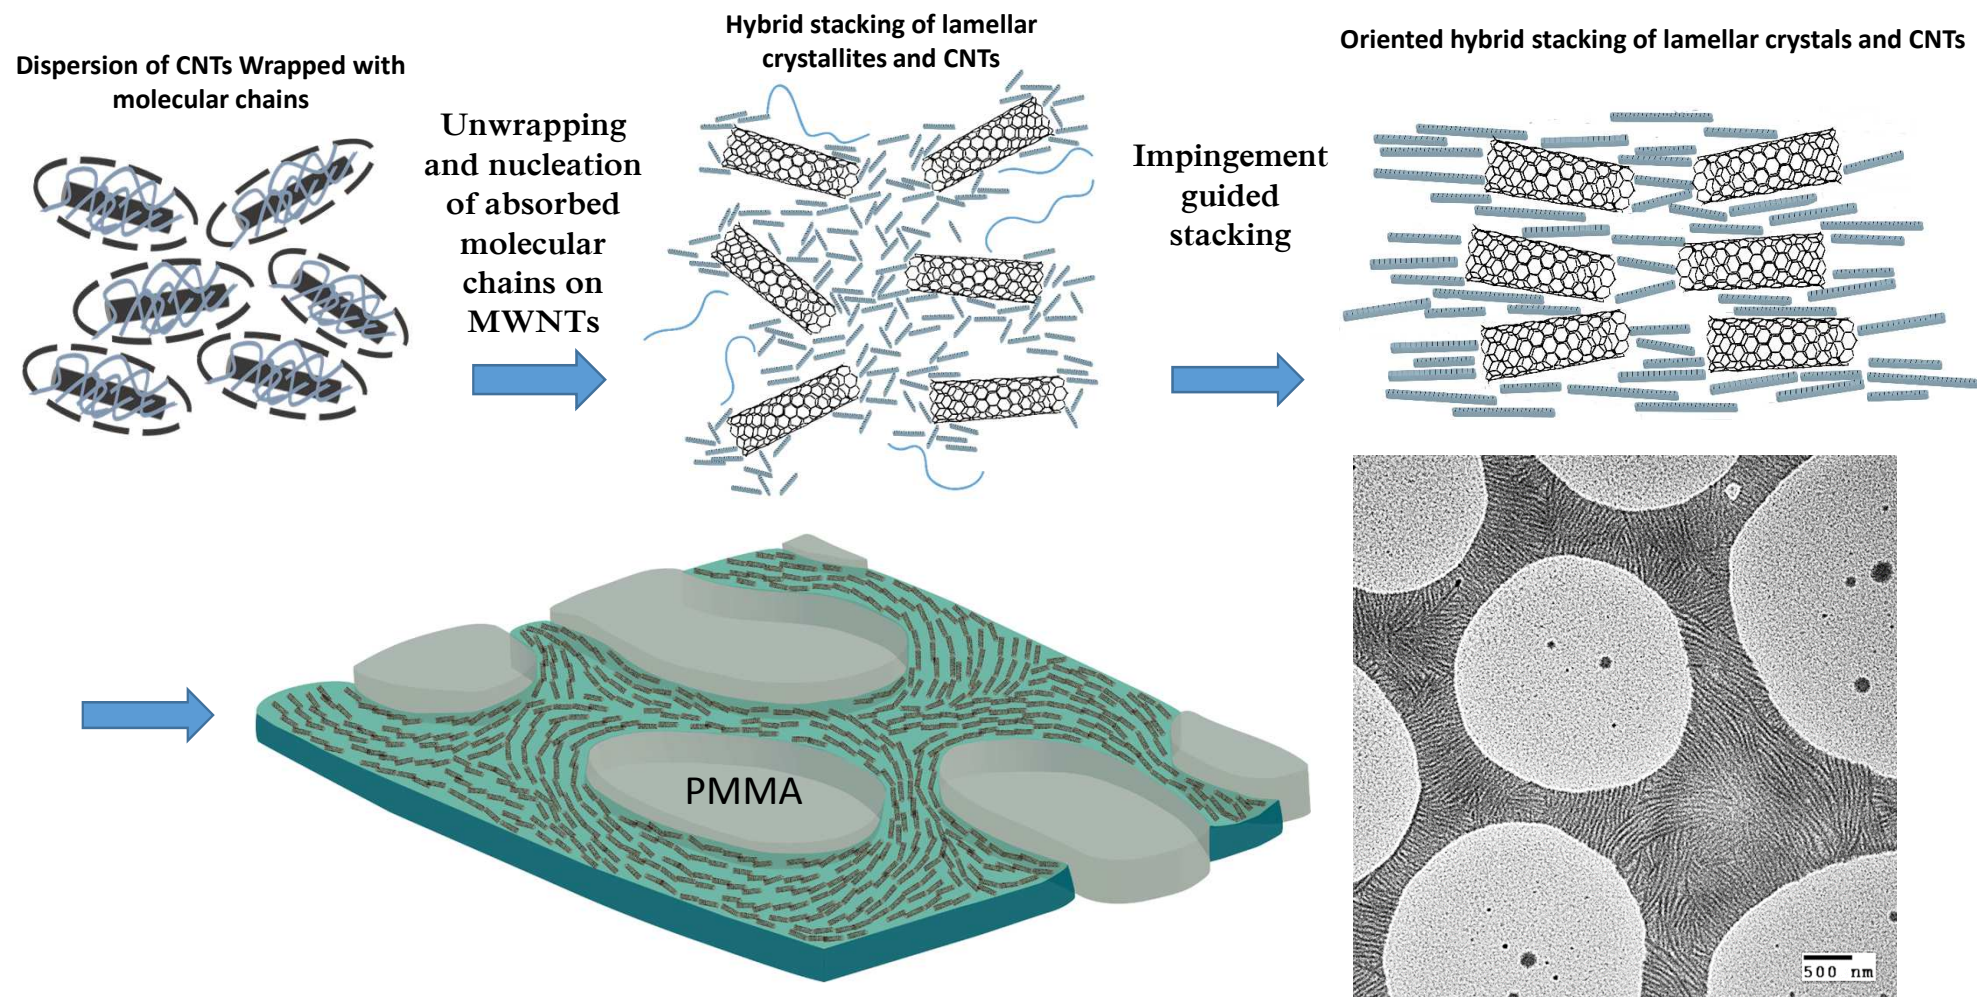 Dispersion of CNTs Wrapped with
molecular chains
Unwrapping
and nucleation
of absorbed
molecular
chains on
MWNTs
Hybrid stacking of lamellar
crystallites and CNTs
Impingement
guided
stacking
Oriented hybrid stacking of lamellar crystals and CNTs
PMMA
500 nm